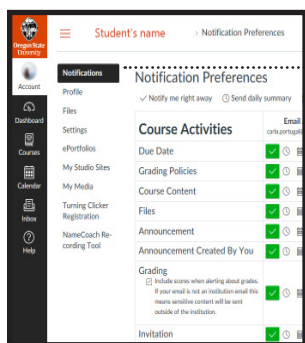 Oregon State
University
Account
Dashboard
Courses
Calendar
Inbox
Help
Student's name › Notification Preferences
Notifications
Profile
Files
Settings
ePortfolios
My Studio Sites
My Media
Turning Clicker
Registration
NameCoach Re-
cording Tool
Notification Preferences
✓ Notify me right away Send daily summary
Course Activities
Email
Due Date
Grading Policies
Course Content
Files
Announcement
Announcement Created By You
Grading
Include scores when alerting about grades.
If your email is not an institution email this
means sensitive content will be sent
outside of the institution.
Invitation